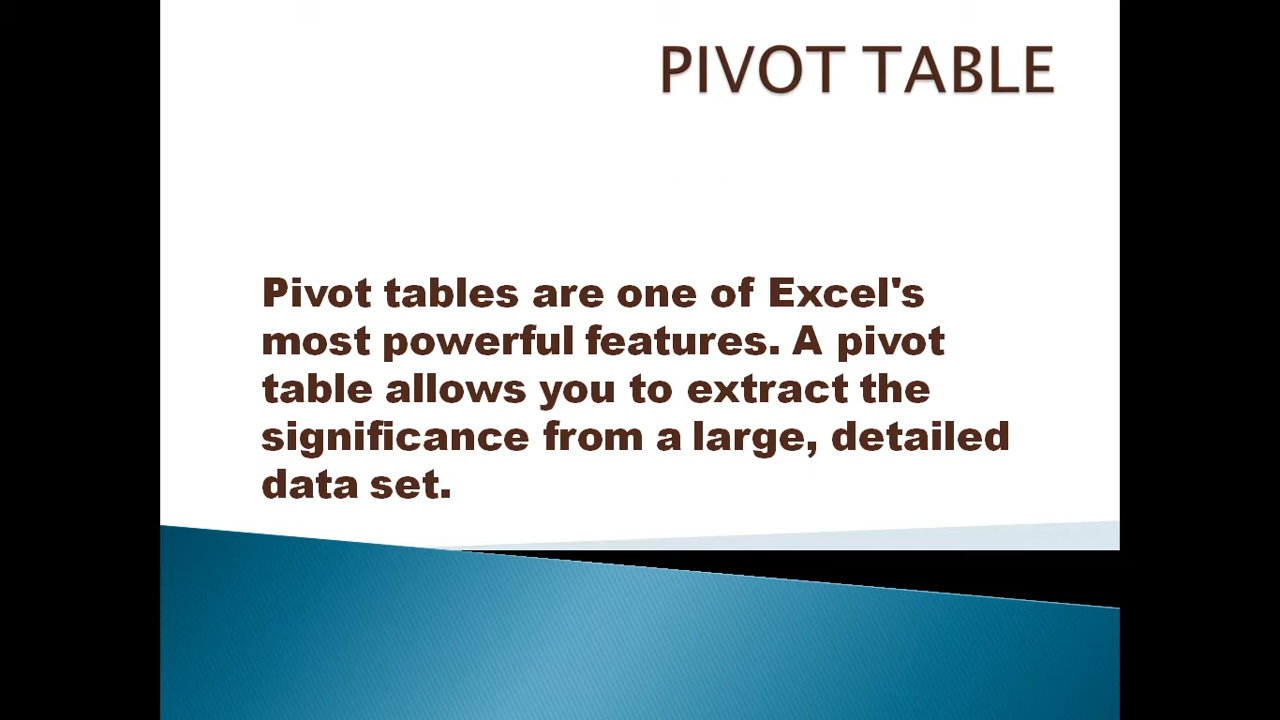 PIVOT TABLE
Pivot tables are one of Excel's
most powerful features. A pivot
table allows you to extract the
significance from a large, detailed
data set.